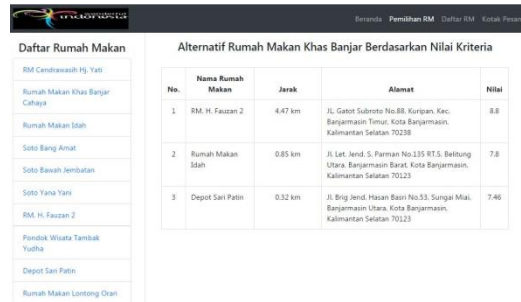 wonderful
indonesia
Beranda Pemilihan RM Daftar RM Kotak Pesan
Daftar Rumah Makan
RM Cendrawasih Hj. Yati
Rumah Makan Khas Banjar
Cahaya
Rumah Makan Idah
Soto Bang Amat
Soto Bawah Jembatan
Soto Yana Yani
RM. H. Fauzan 2
Pondok Wisata Tambak
Yudha
Depot Sari Patin
Rumah Makan Lontong Orari
Alternatif Rumah Makan Khas Banjar Berdasarkan Nilai Kriteria
No. Nama Rumah Makan Jarak Alamat Nilai
1 RM. H. Fauzan 2 4.47 km JL. Gatot Subroto No.88, Kuripan, Kec.
Banjarmasin Timur, Kota Banjarmasin,
Kalimantan Selatan 70238 8.8
2 Rumah Makan Idah 0.85 km Jl. Let. Jend. S. Parman No.135 RT.5, Belitung
Utara, Banjarmasin Barat, Kota Banjarmasin,
Kalimantan Selatan 70123 7.8
3 Depot Sari Patin 0.32 km Jl. Brig Jend. Hasan Basri No.53, Sungai Miai,
Banjarmasin Utara, Kota Banjarmasin,
Kalimantan Selatan 70123 7.46